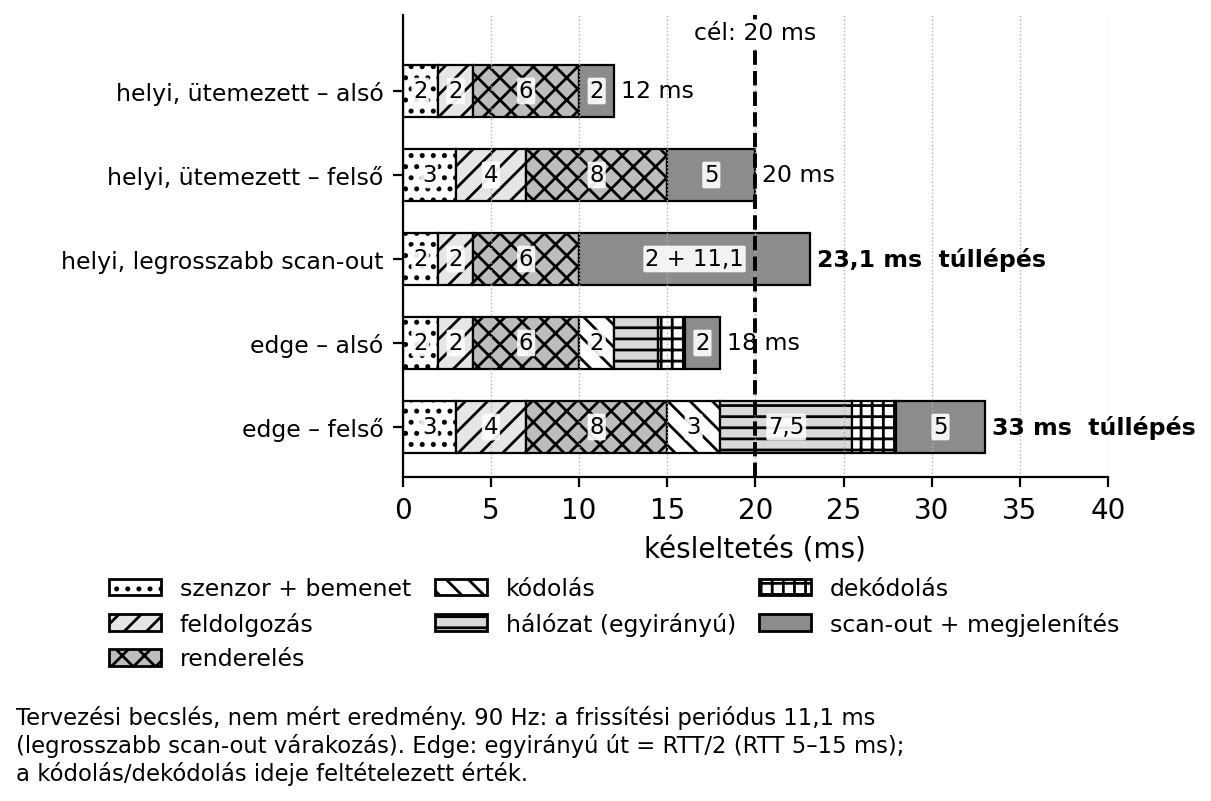 cél: 20 ms
helyi, ütemezett – alsó 2 2 6 2 12 ms
helyi, ütemezett – felső 3 4 8 5 20 ms
helyi, legrosszabb scan-out 2 2 6 2 + 11,1 23,1 ms túllépés
edge – alsó 2 2 6 2 2 18 ms
edge – felső 3 4 8 3 7,5 5 33 ms túllépés
0 5 10 15 20 25 30 35 40
késleltetés (ms)
szenzor + bemenet kódolás dekódolás
feldolgozás hálózat (egyirányú) scan-out + megjelenítés
renderelés
Tervezési becslés, nem mért eredmény. 90 Hz: a frissítési periódus 11,1 ms
(legrosszabb scan-out várakozás). Edge: egyirányú út = RTT/2 (RTT 5–15 ms);
a kódolás/dekódolás ideje feltételezett érték.